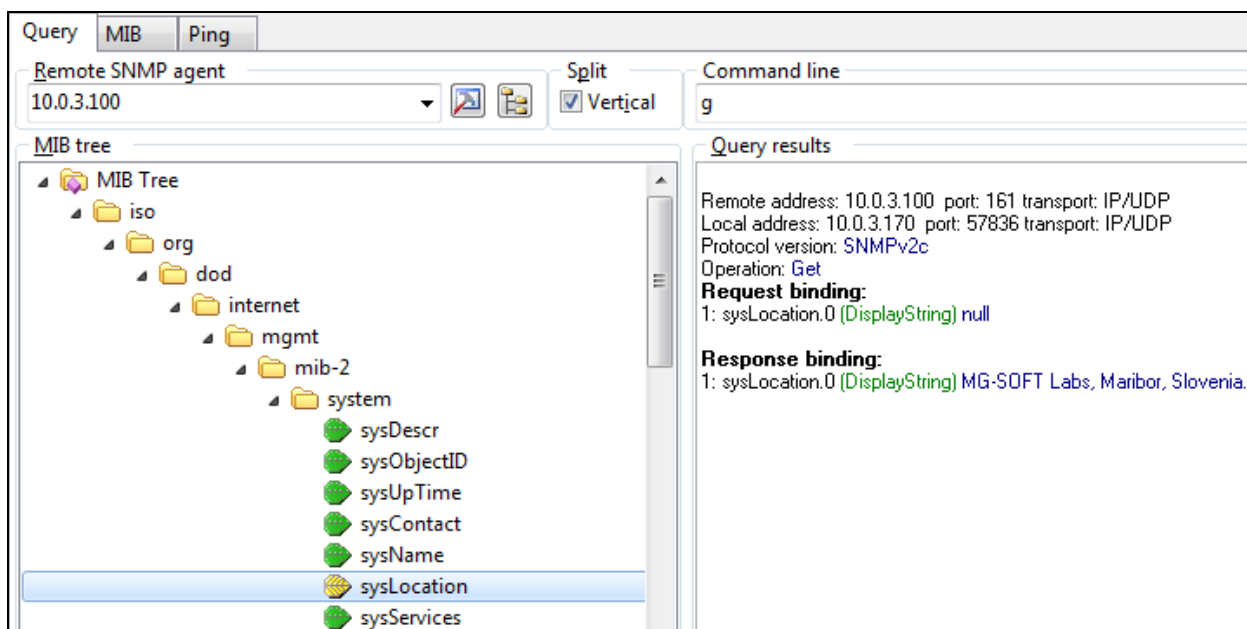 Query MIB Ping
Remote SNMP agent Split Command line
10.0.3.100 Vertical g
MIB tree
MIB Tree
iso
org
dod
internet
mgmt
mib-2
system
sysDescr
sysObjectID
sysUpTime
sysContact
sysName
sysLocation
sysServices
Query results
Remote address: 10.0.3.100 port: 161 transport: IP/UDP
Local address: 10.0.3.170 port: 57836 transport: IP/UDP
Protocol version: SNMPv2c
Operation: Get
Request binding:
1: sysLocation.0 (DisplayString) null
Response binding:
1: sysLocation.0 (DisplayString) MG-SOFT Labs, Maribor, Slovenia.